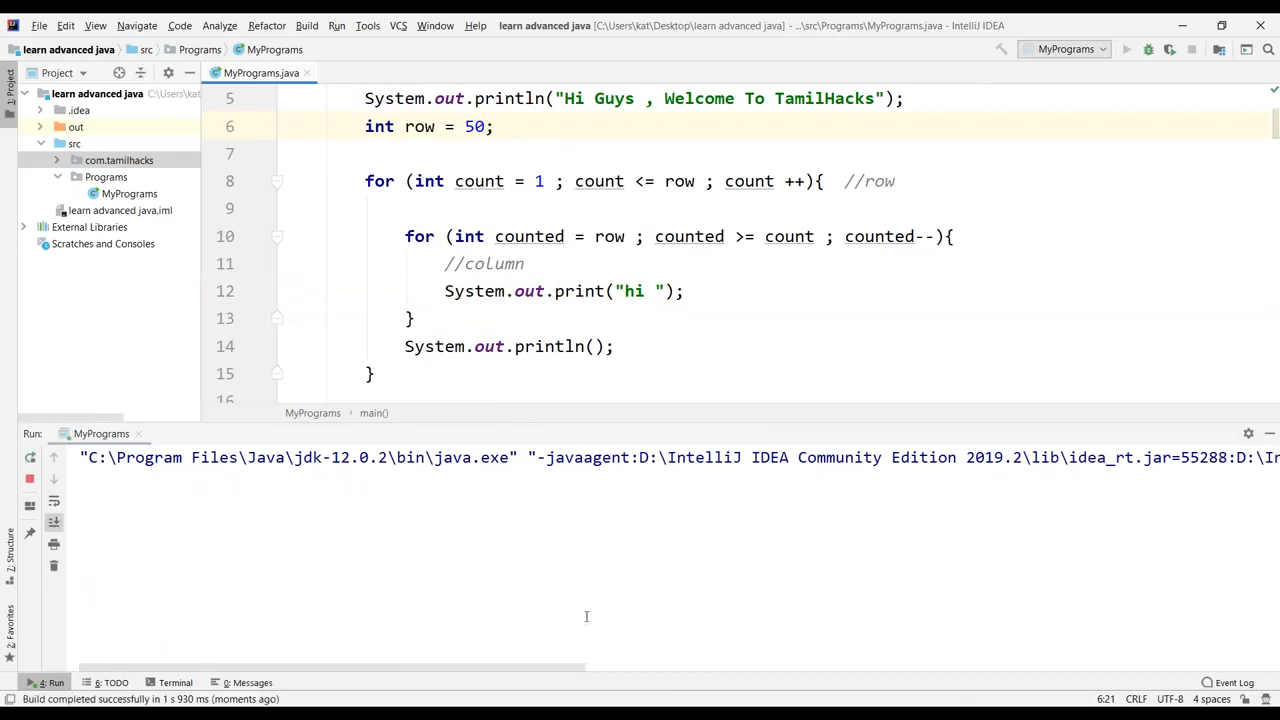 File Edit View Navigate Code Analyze Refactor Build Run Tools VCS Window Help learn advanced java [C:\Users\kat\Desktop\learn advanced java] - ...\src\Programs\MyPrograms.java - IntelliJ IDEA
learn advanced java src Programs MyPrograms MyPrograms
Project MyPrograms.java
1: Project
learn advanced java C:\Users\kat
.idea
out
src
com.tamilhacks
Programs
MyPrograms
learn advanced java.iml
External Libraries
Scratches and Consoles
5 System.out.println("Hi Guys , Welcome To TamilHacks");
6 int row = 50;
7
8 for (int count = 1 ; count <= row ; count ++){ //row
9
10 for (int counted = row ; counted >= count ; counted--){
11 //column
12 System.out.print("hi ");
13 }
14 System.out.println();
15 }
16
MyPrograms main()
Run: MyPrograms
"C:\Program Files\Java\jdk-12.0.2\bin\java.exe" "-javaagent:D:\IntelliJ IDEA Community Edition 2019.2\lib\idea_rt.jar=55288:D:\In
7: Structure
2: Favorites
4: Run 6: TODO Terminal 0: Messages Event Log
Build completed successfully in 1 s 930 ms (moments ago) 6:21 CRLF UTF-8 4 spaces